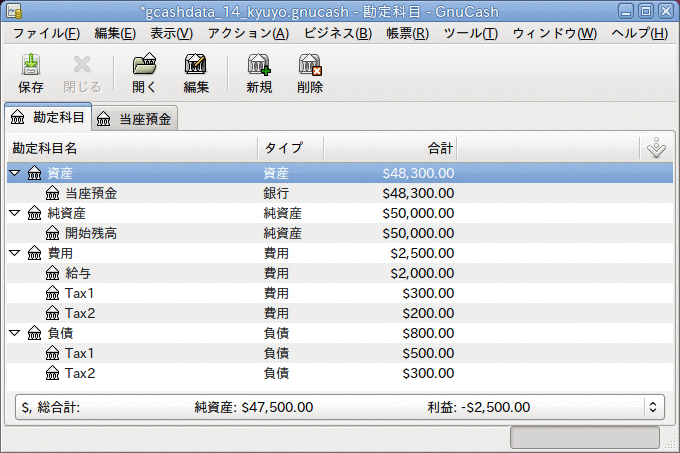 *gcashdata_14_kyuyo.gnucash - 勘定科目 - GnuCash
ファイル(F) 編集(E) 表示(V) アクション(A) ビジネス(B) 帳票(R) ツール(T) ウィンドウ(W) ヘルプ(H)
保存 閉じる 開く 編集 新規 削除
勘定科目 当座預金
勘定科目名 タイプ 合計
資産 資産 $48,300.00
当座預金 銀行 $48,300.00
純資産 純資産 $50,000.00
開始残高 純資産 $50,000.00
費用 費用 $2,500.00
給与 費用 $2,000.00
Tax1 費用 $300.00
Tax2 費用 $200.00
負債 負債 $800.00
Tax1 負債 $500.00
Tax2 負債 $300.00
$, 総合計: 純資産: $47,500.00 利益: -$2,500.00